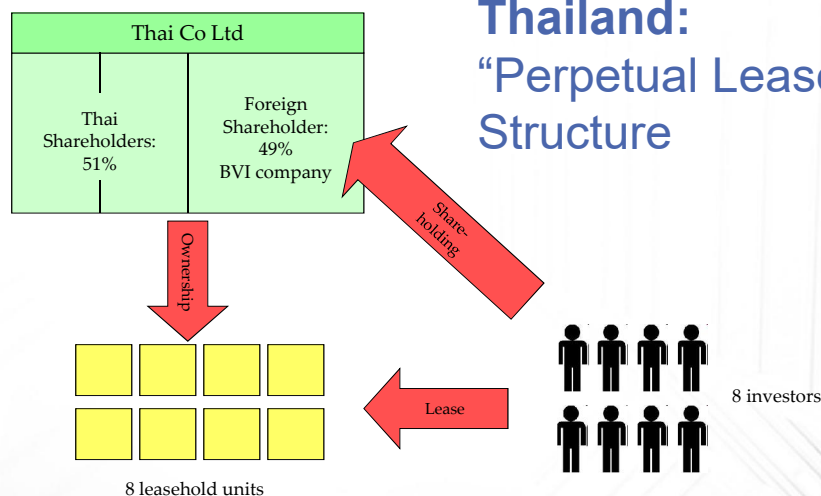 Thailand:
“Perpetual Lease
Structure
Thai Co Ltd
Thai
Shareholders:
51%
Foreign
Shareholder:
49%
BVI company
Share-
holding
Ownership
Lease
8 investors
8 leasehold units